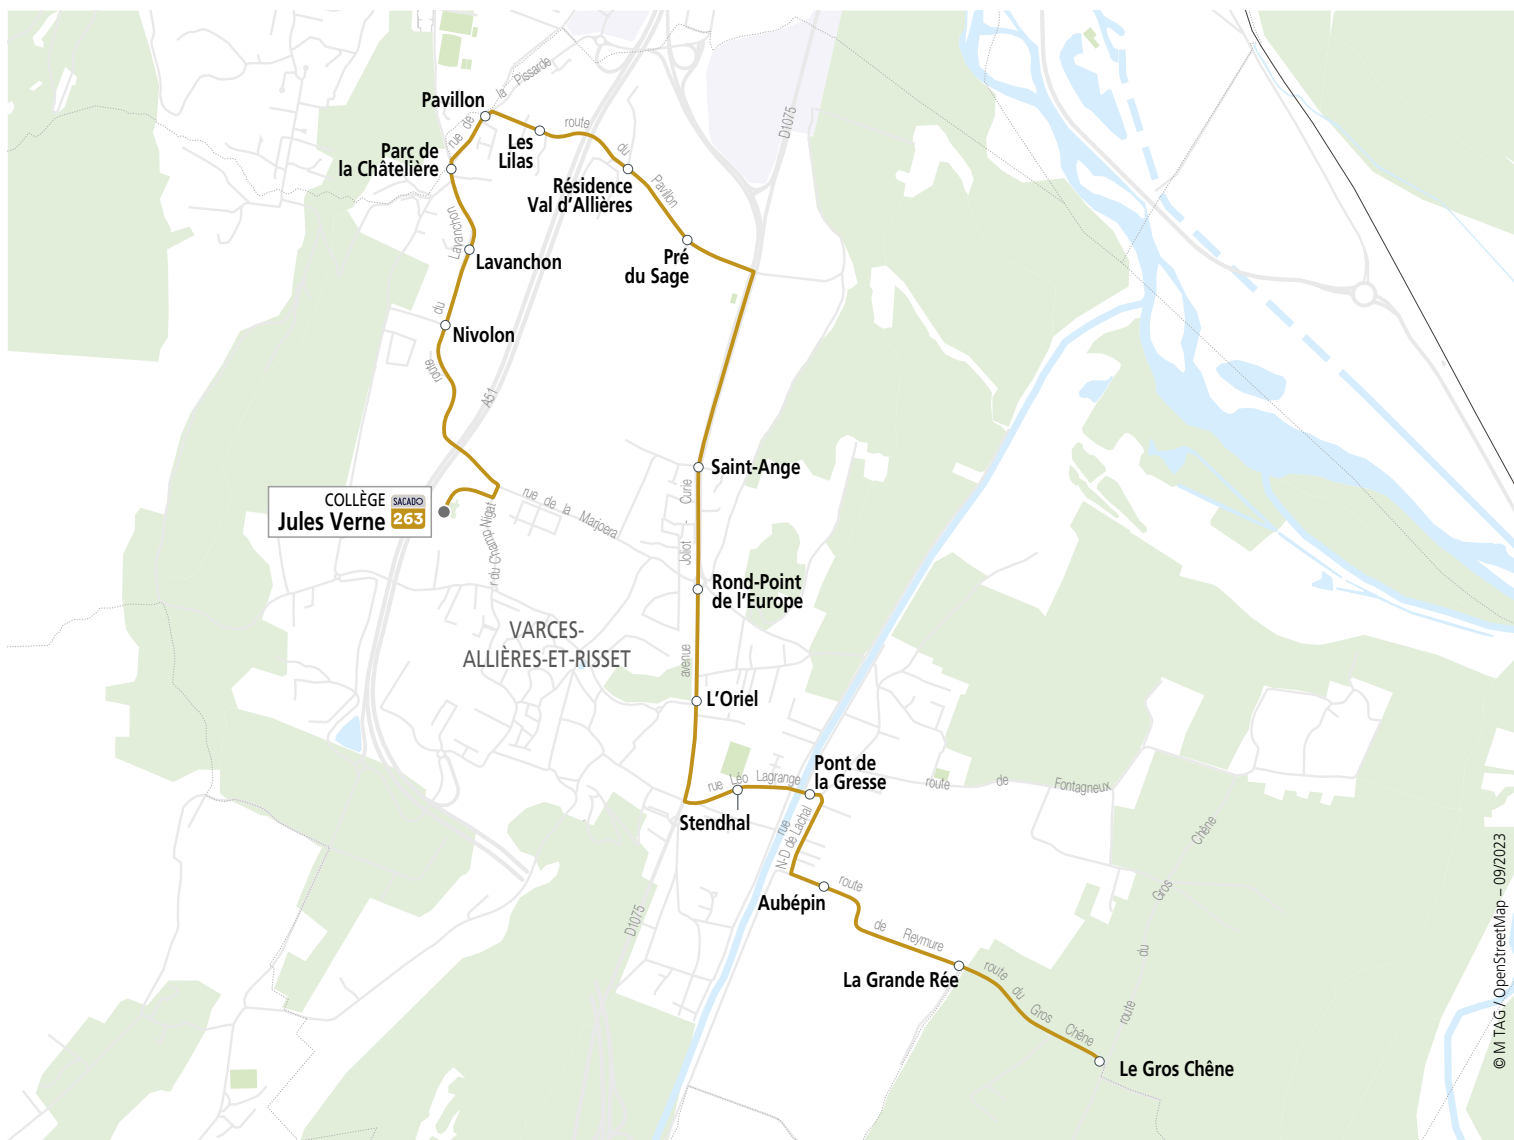 Pavillon
rue de la Pissarde
Les
Lilas
route du Pavillon
D1075
Parc de
la Châtelière
Résidence
Val d'Allières
Pré
du Sage
Lavanchon
Nivolon
route du Lavanchon
A51
COLLÈGE
Jules Verne
SACADO
263
rue de la Marjoera
r du Champ-Nigat
Saint-Ange
avenue Joliot - Curie
Rond-Point
de l'Europe
VARCES-
ALLIÈRES-ET-RISSET
L'Oriel
rue Léo Lagrange
Pont de
la Gresse
route de Fontagneux
Stendhal
rue
N-D de Lachal
Aubépin
route de Reymure
D1075
La Grande Rée
route du Gros Chêne
route du Gros Chêne
Le Gros Chêne
© M TAG / OpenStreetMap – 09/2023